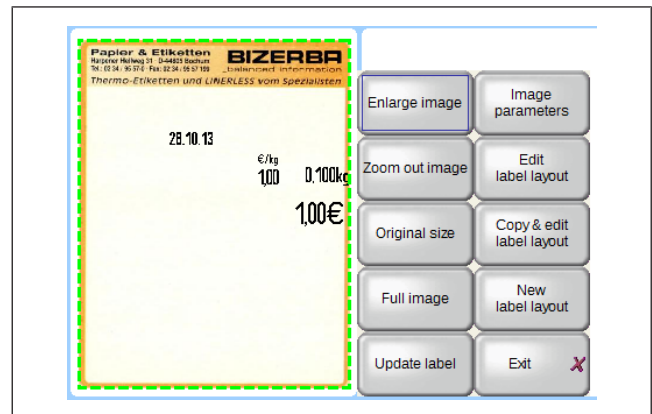 Papier & Etiketten
Harpener Hellweg 31 · D-44805 Bochum
Tel.: 02 34 / 95 57-0 · Fax: 02 34 / 95 57 199
BIZERBA
_balanced information
Thermo-Etiketten und LINERLESS vom Spezialisten
28.10.13
€/kg
1,00 0,100kg
1,00€
Enlarge image
Image
parameters
Zoom out image
Edit
label layout
Original size
Copy & edit
label layout
Full image
New
label layout
Update label
Exit